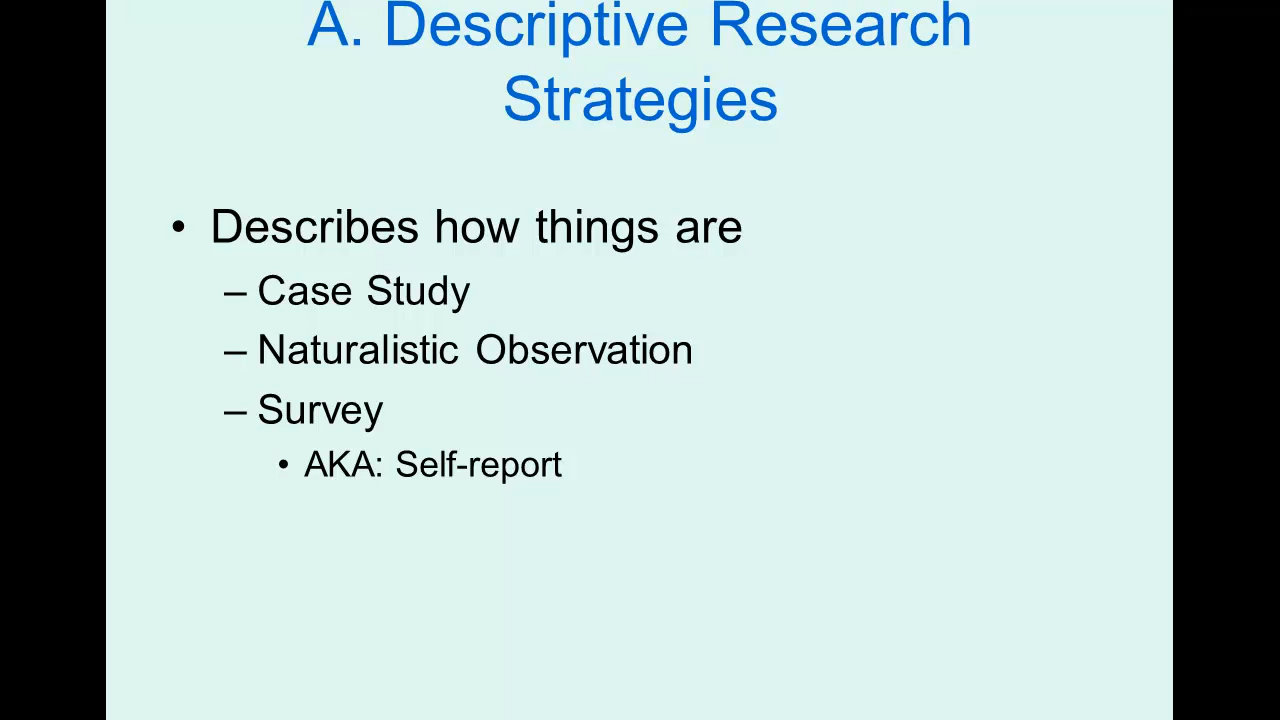 A. Descriptive Research
Strategies
• Describes how things are
– Case Study
– Naturalistic Observation
– Survey
• AKA: Self-report